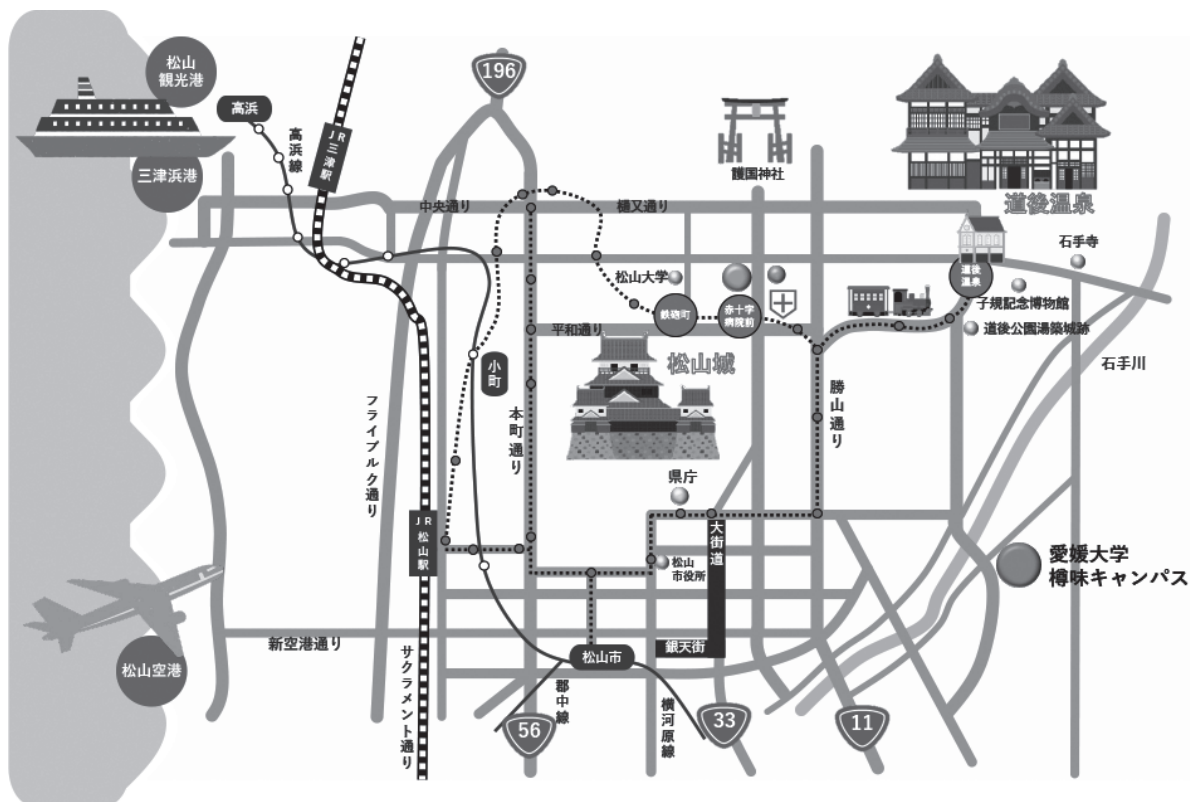 松山
観光港
196
高浜
高浜線
JR三津駅
三津浜港
護国神社
道後温泉
中央通り
樋又通り
石手寺
松山大学
道後
温泉
子規記念博物館
鉄砲町
赤十字
病院前
平和通り
道後公園湯築城跡
松山城
石手川
小町
フライブルク通り
本町通り
勝山通り
県庁
JR松山駅
大街道
松山
市役所
愛媛大学
樽味キャンパス
新空港通り
銀天街
松山市
松山空港
サクラメント通り
郡中線
横河原線
56
33
11